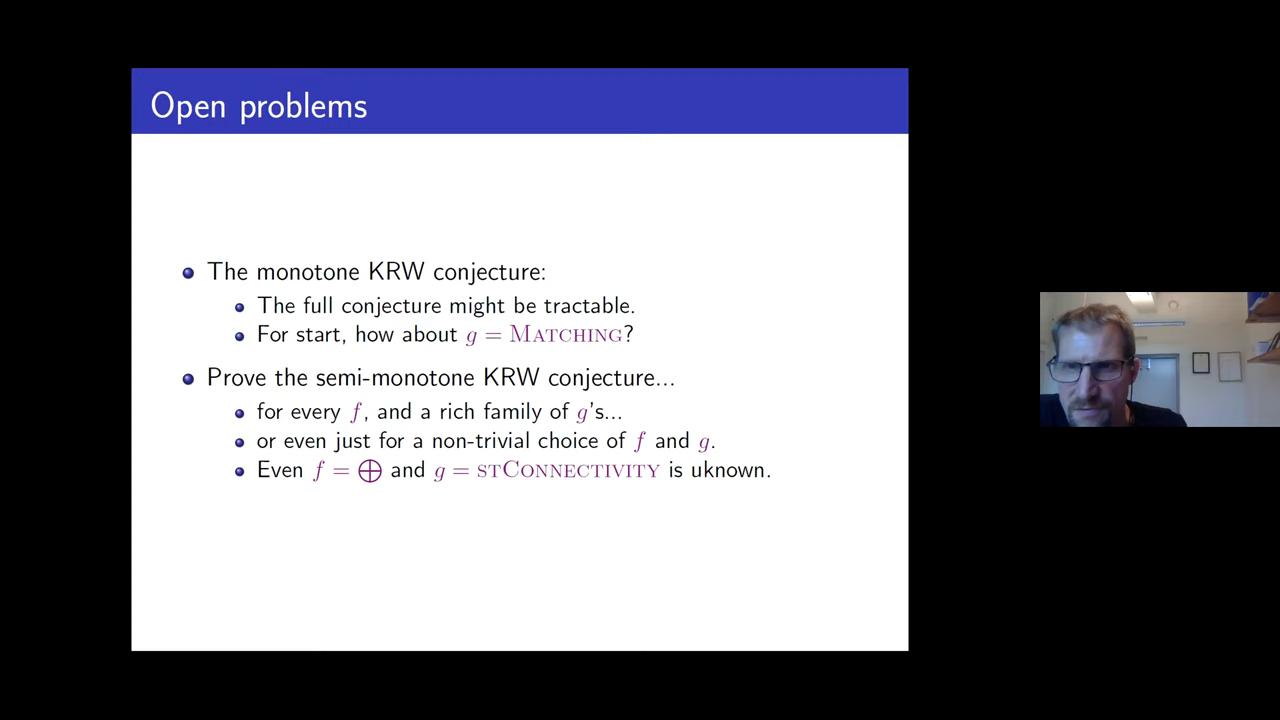 Open problems
The monotone KRW conjecture:
The full conjecture might be tractable.
For start, how about g = MATCHING?
Prove the semi-monotone KRW conjecture...
for every f, and a rich family of g's...
or even just for a non-trivial choice of f and g.
Even f = ⊕ and g = STCONNECTIVITY is uknown.